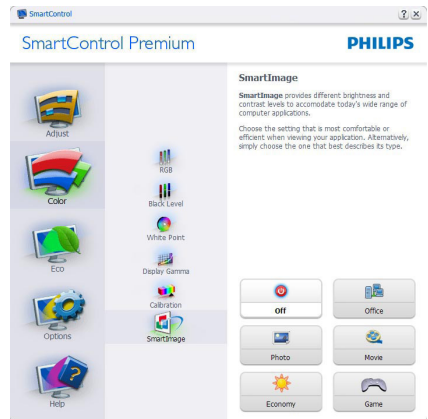 SmartControl
SmartControl Premium
PHILIPS
Adjust
Color
Eco
Options
Help
RGB
Black Level
White Point
Display Gamma
Calibration
SmartImage
SmartImage
SmartImage provides different brightness and
contrast levels to accomodate today's wide range of
computer applications.
Choose the setting that is most comfortable or
efficient when viewing your application. Alternatively,
simply choose the one that best describes its type.
Off
Office
Photo
Movie
Economy
Game